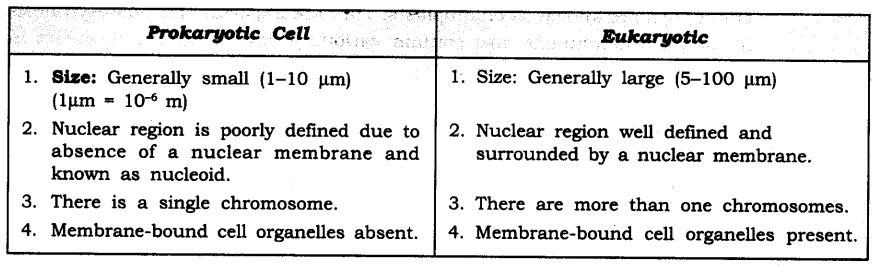 Prokaryotic Cell
Eukaryotic
1. Size: Generally small (1–10 µm)
(1µm = 10⁻⁶ m)
2. Nuclear region is poorly defined due to
absence of a nuclear membrane and
known as nucleoid.
3. There is a single chromosome.
4. Membrane-bound cell organelles absent.
1. Size: Generally large (5–100 µm)
2. Nuclear region well defined and
surrounded by a nuclear membrane.
3. There are more than one chromosomes.
4. Membrane-bound cell organelles present.